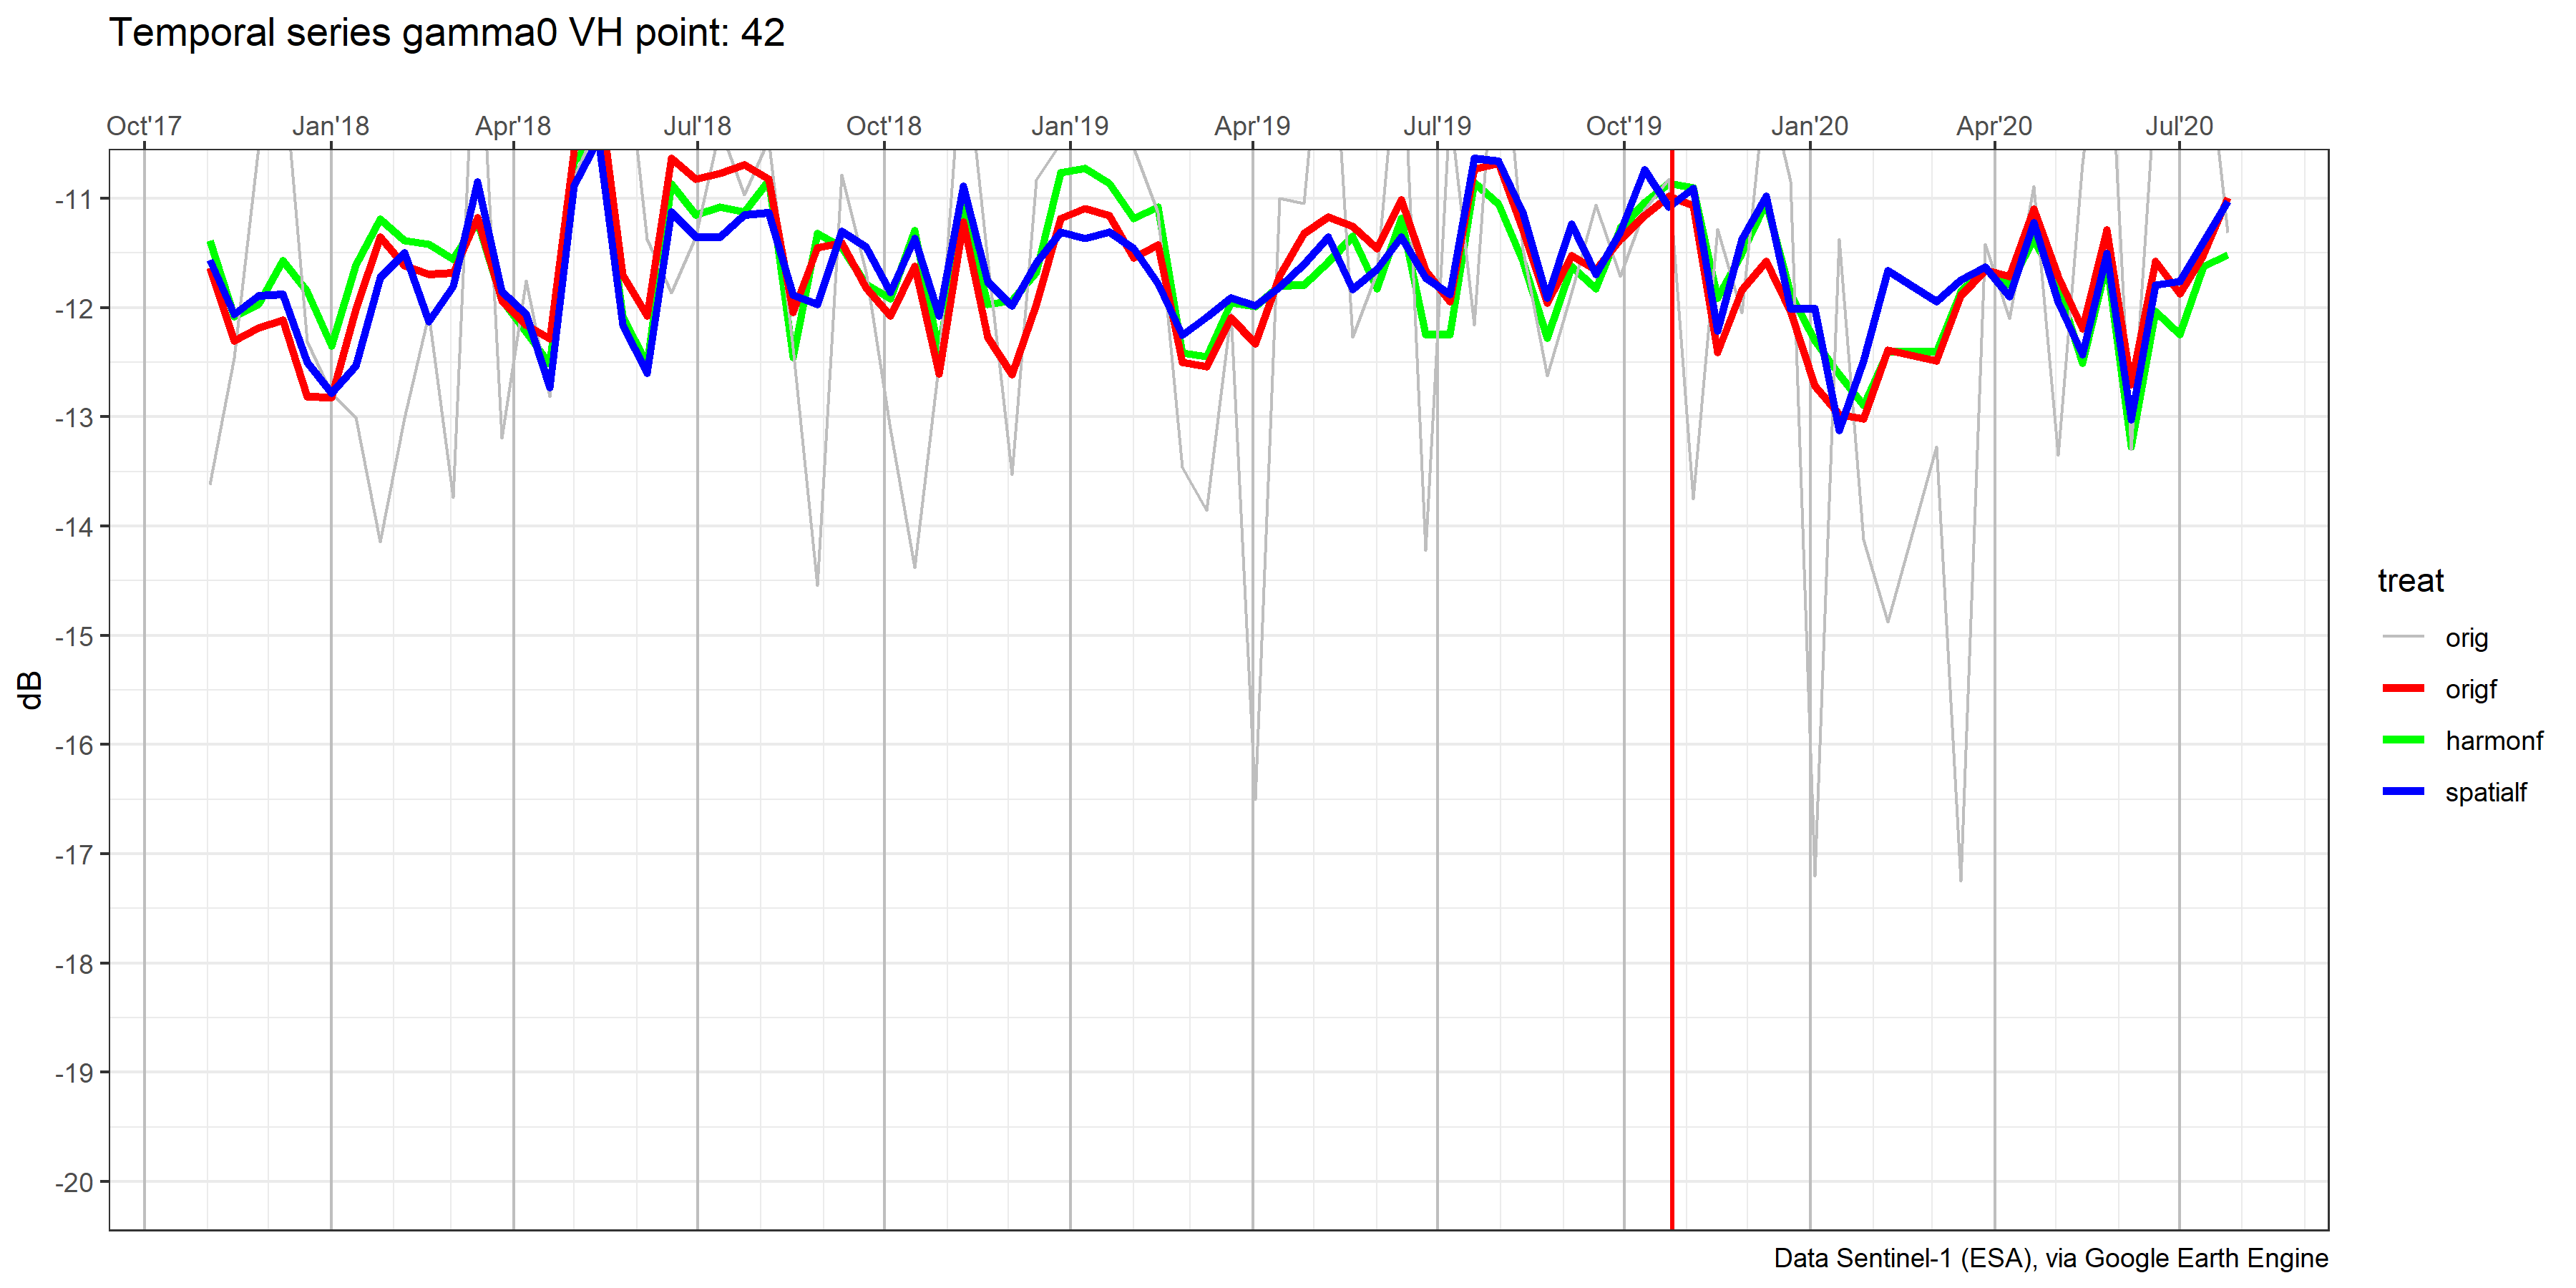 Temporal series gamma0 VH point: 42
Oct'17 Jan'18 Apr'18 Jul'18 Oct'18 Jan'19 Apr'19 Jul'19 Oct'19 Jan'20 Apr'20 Jul'20
-11
-12
-13
-14
-15
-16
-17
-18
-19
-20
dB
treat
orig
origf
harmonf
spatialf
Data Sentinel-1 (ESA), via Google Earth Engine